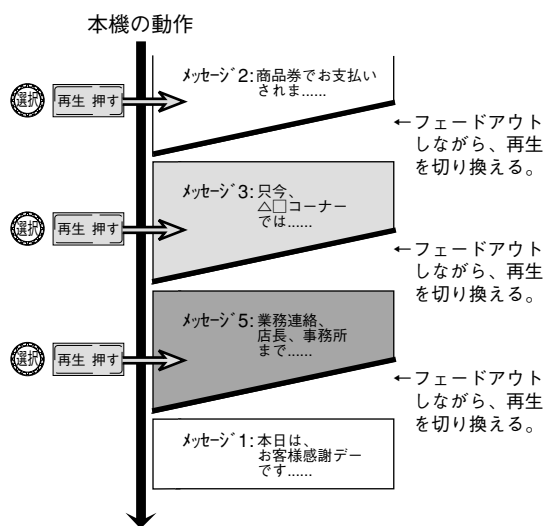 本機の動作
選択
再生 押す
メッセージ2:商品券でお支払い
されま......
←フェードアウト
しながら、再生
を切り換える。
選択
再生 押す
メッセージ3:只今、
△□コーナー
では......
←フェードアウト
しながら、再生
を切り換える。
選択
再生 押す
メッセージ5:業務連絡、
店長、事務所
まで......
←フェードアウト
しながら、再生
を切り換える。
メッセージ1:本日は、
お客様感謝デー
です......